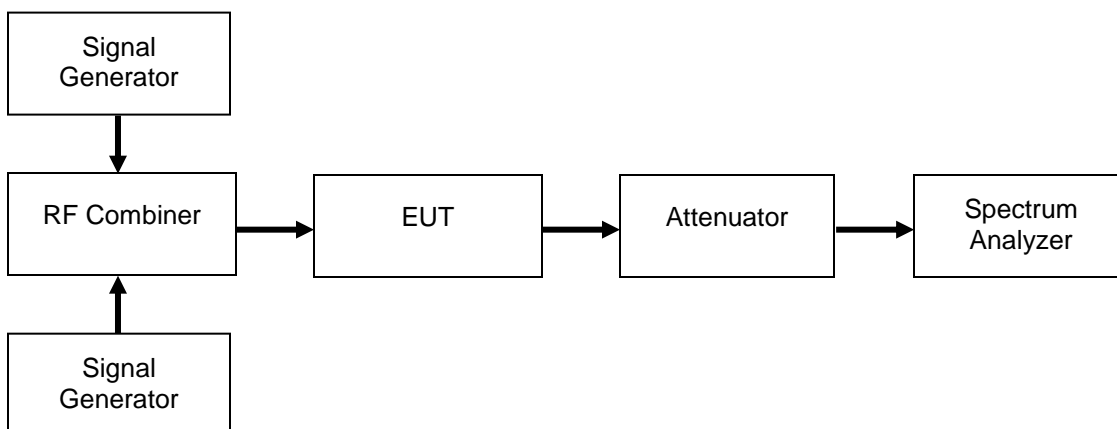 Signal
Generator
RF Combiner
EUT
Attenuator
Spectrum
Analyzer
Signal
Generator